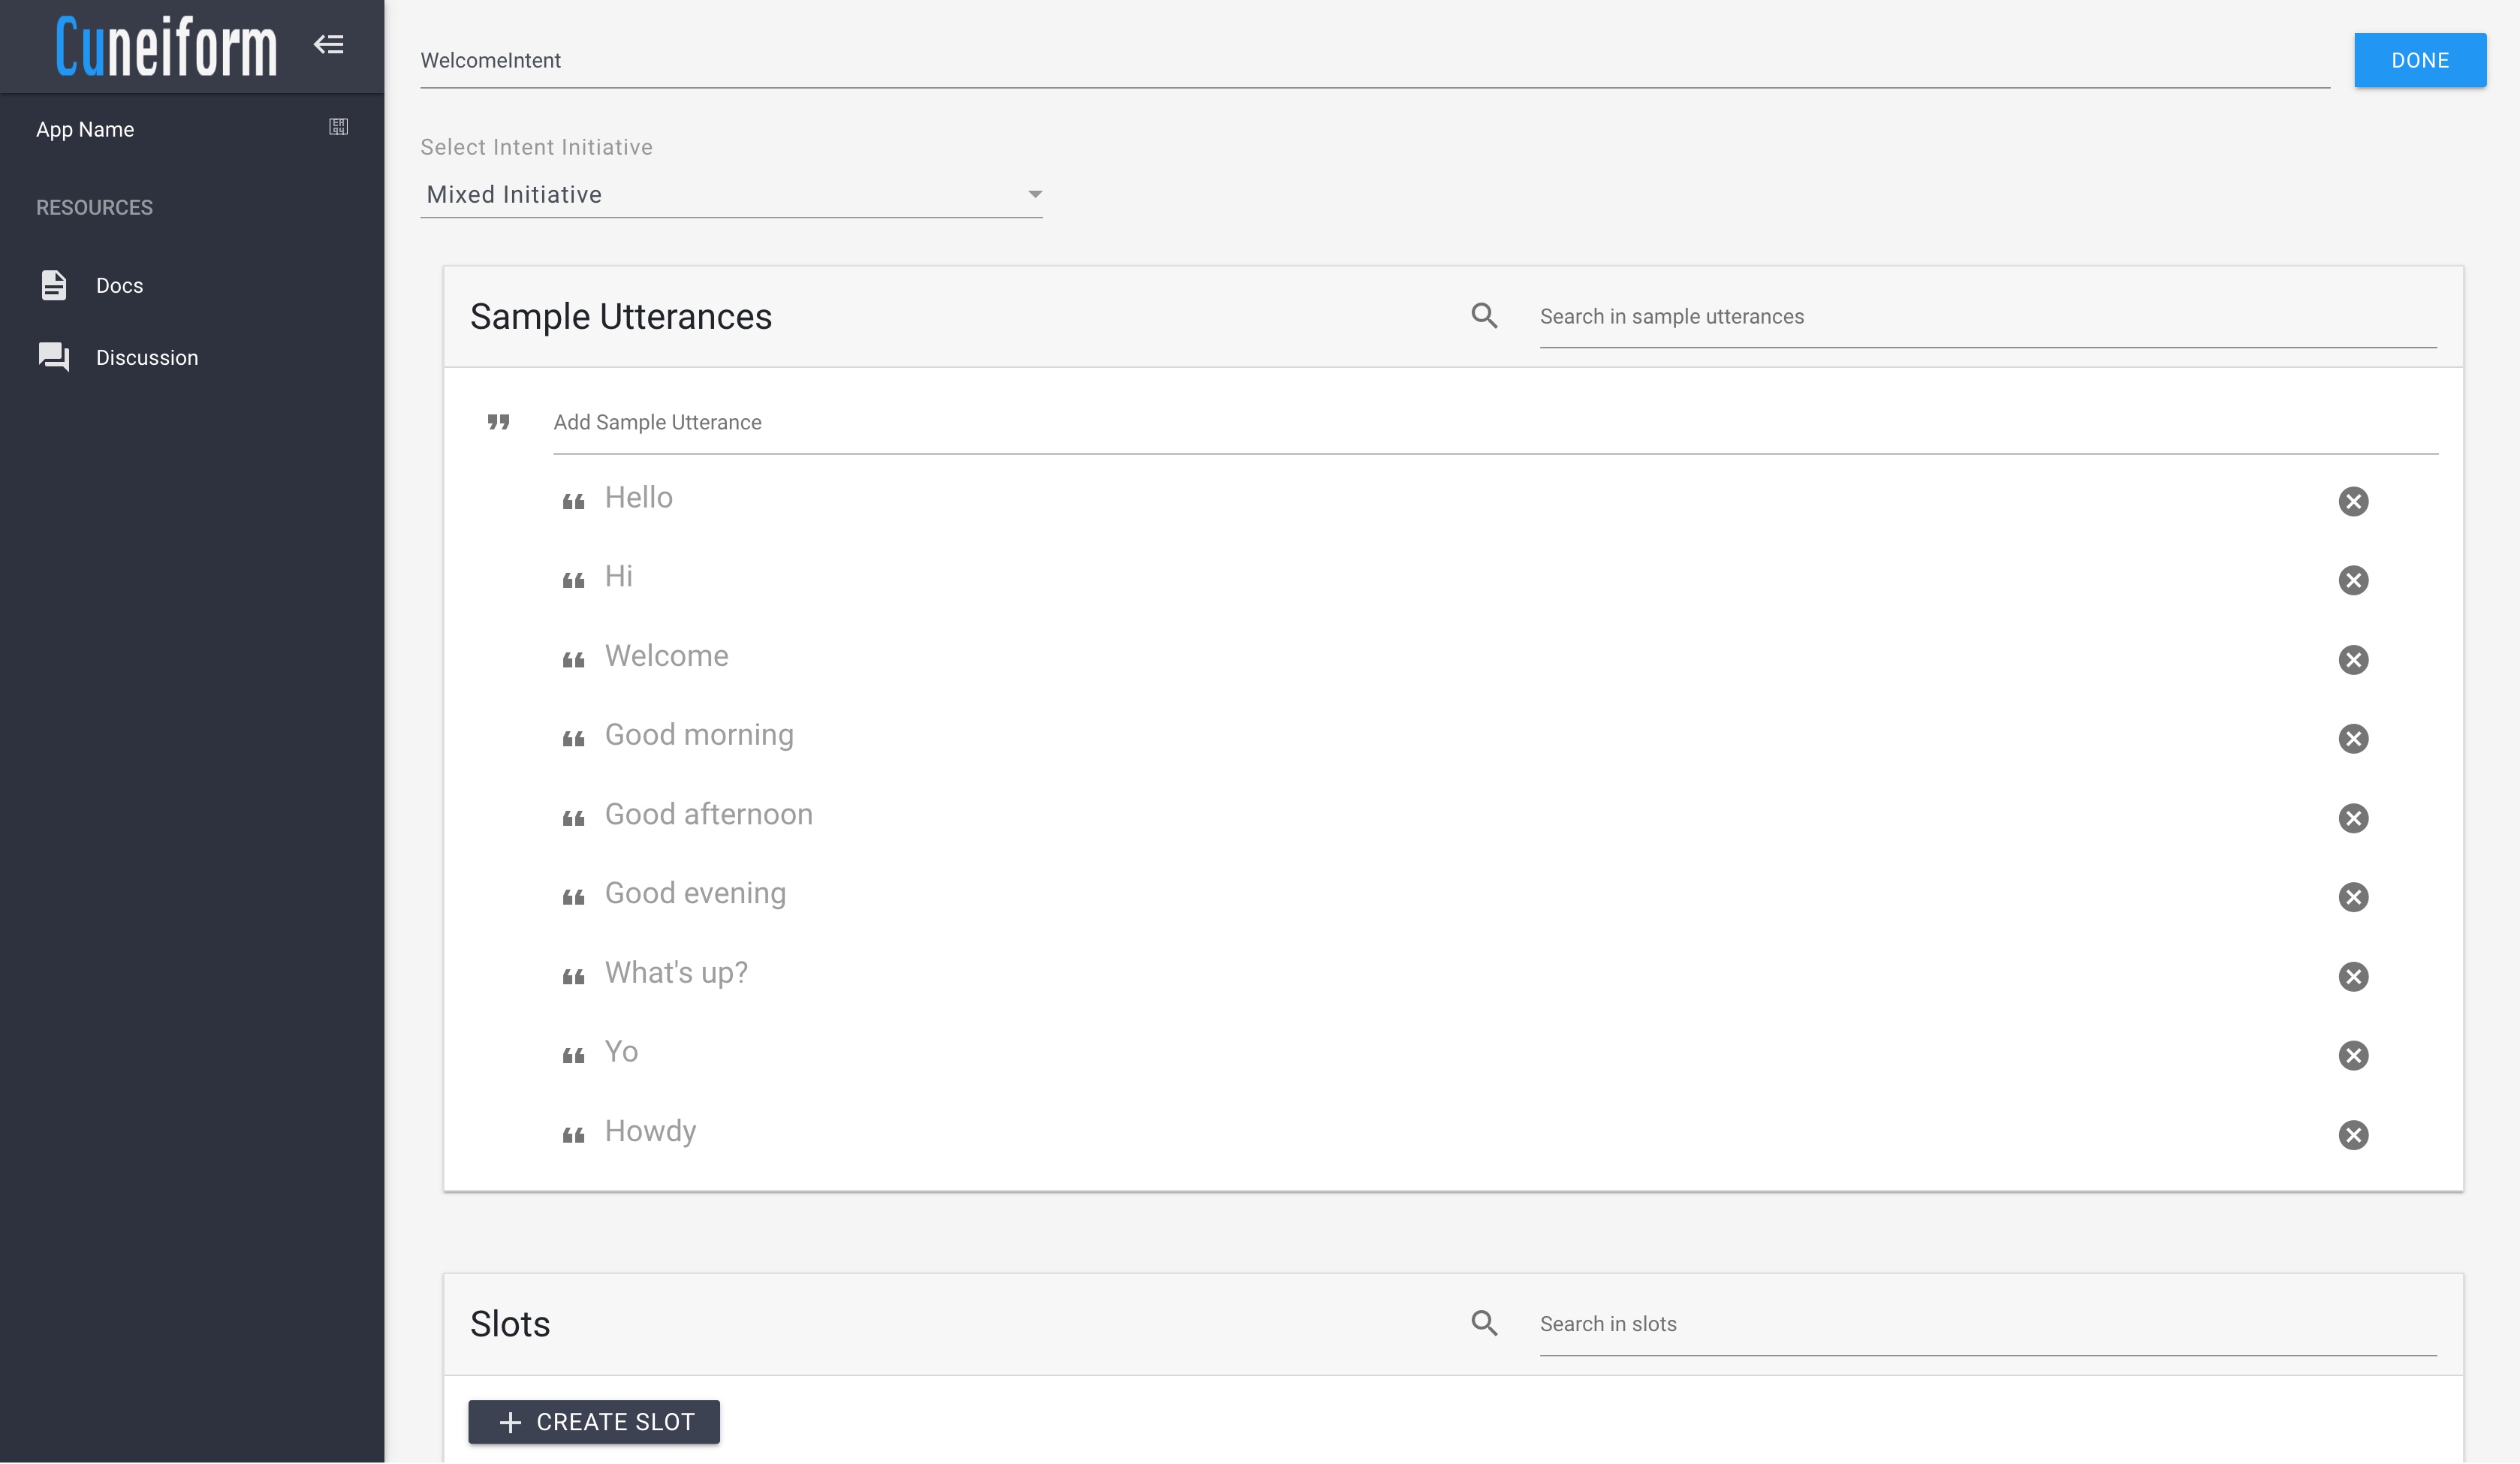 Cuneiform
WelcomeIntent
DONE
App Name
Select Intent Initiative
Mixed Initiative
RESOURCES
Docs
Discussion
Sample Utterances
Search in sample utterances
Add Sample Utterance
Hello
Hi
Welcome
Good morning
Good afternoon
Good evening
What's up?
Yo
Howdy
Slots
Search in slots
CREATE SLOT